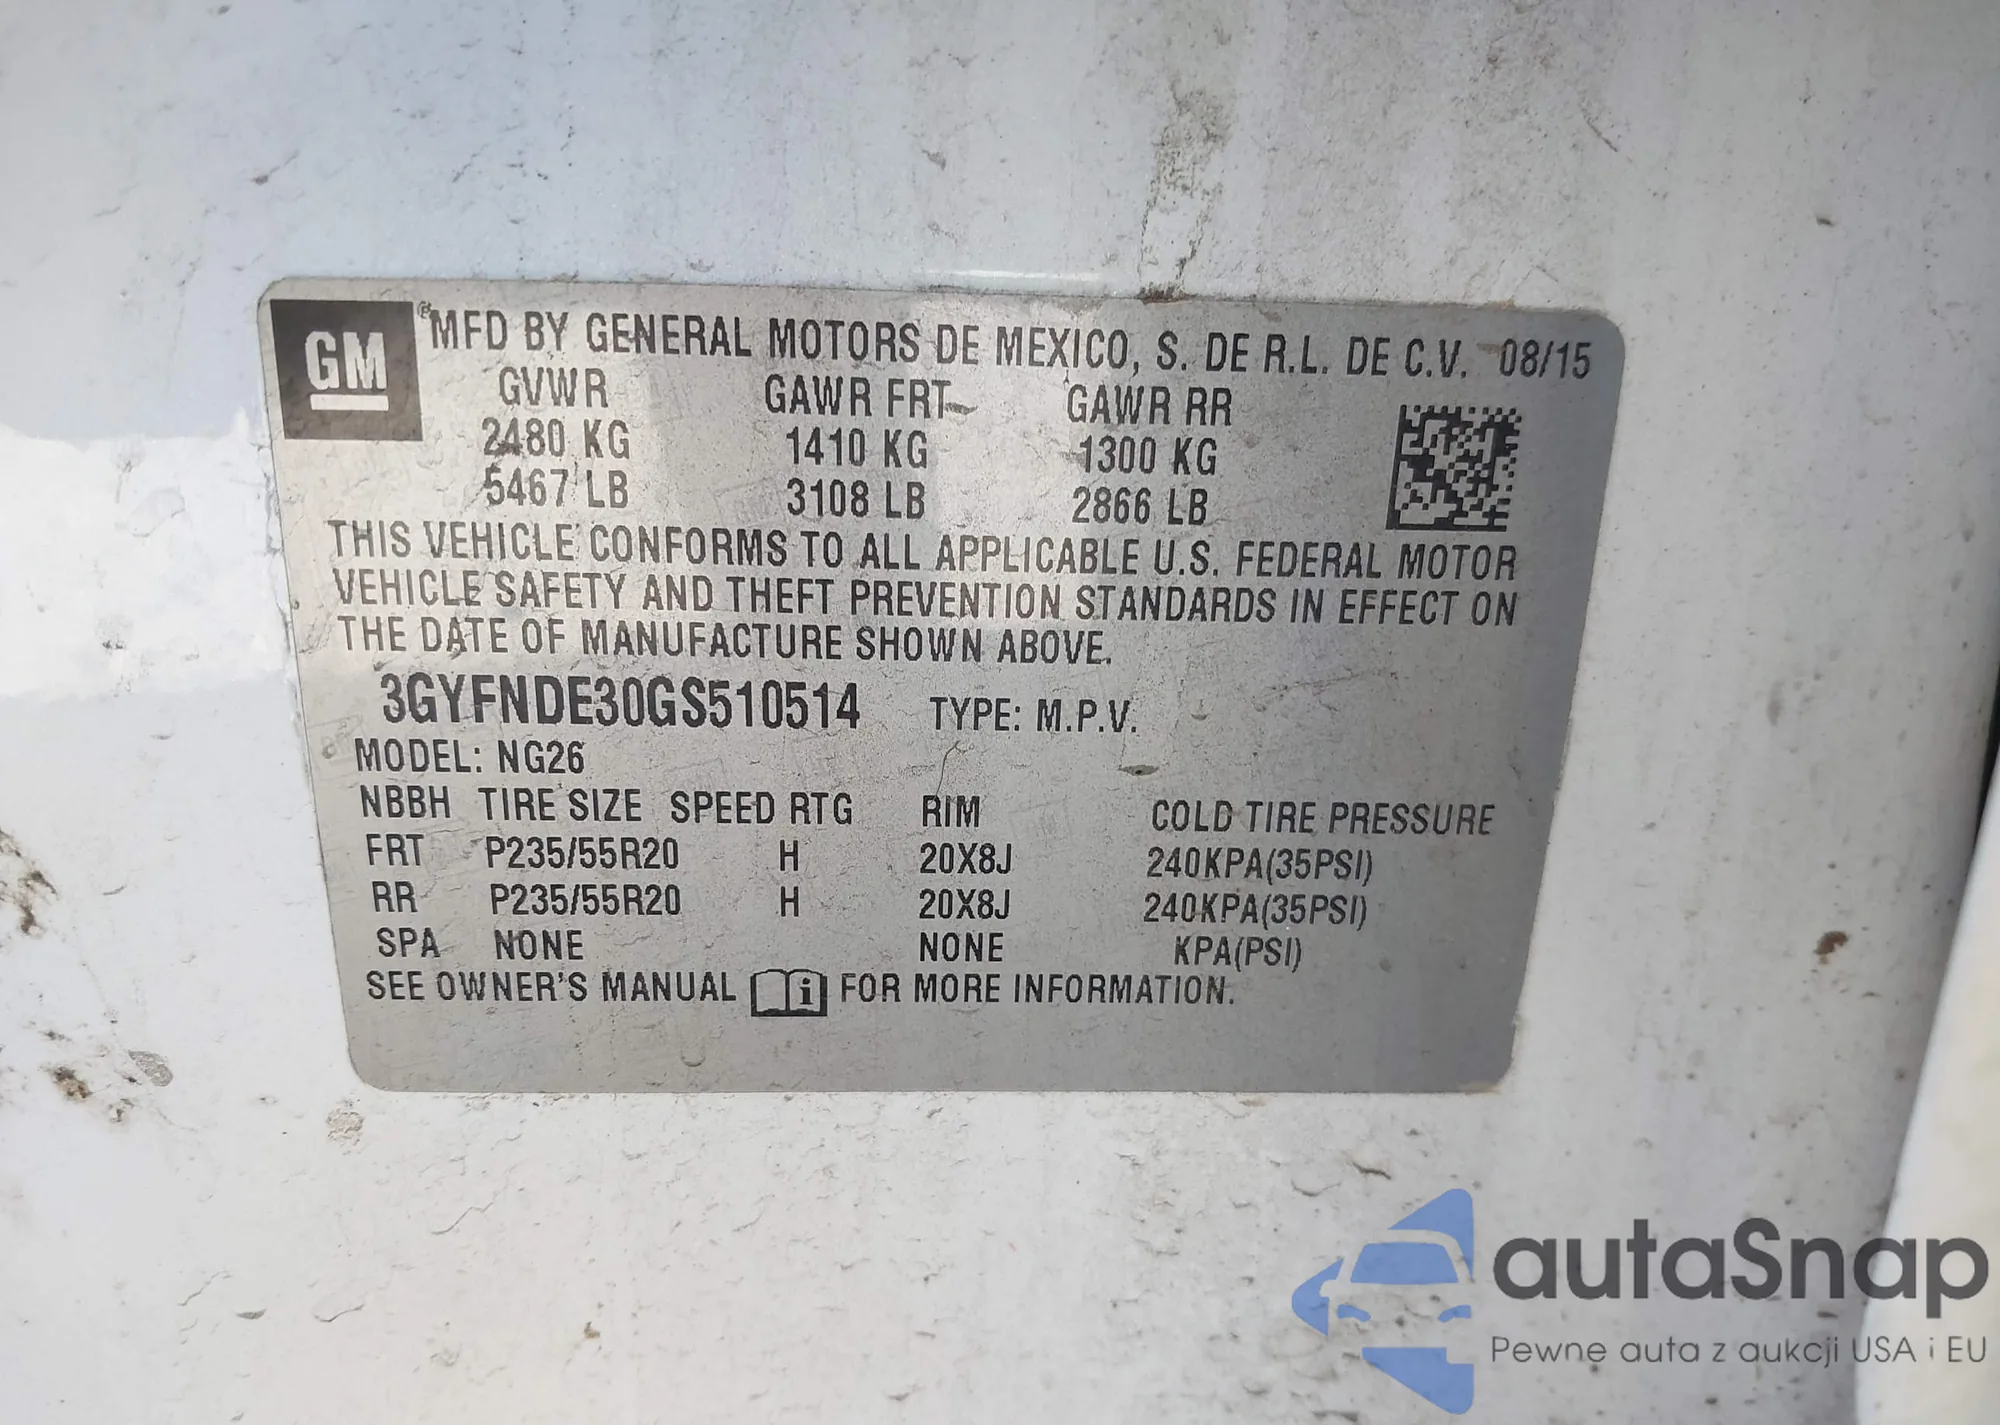 GM
® MFD BY GENERAL MOTORS DE MEXICO, S. DE R.L. DE C.V. 08/15
GVWR GAWR FRT GAWR RR
2480 KG 1410 KG 1300 KG
5467 LB 3108 LB 2866 LB
THIS VEHICLE CONFORMS TO ALL APPLICABLE U.S. FEDERAL MOTOR
VEHICLE SAFETY AND THEFT PREVENTION STANDARDS IN EFFECT ON
THE DATE OF MANUFACTURE SHOWN ABOVE.
3GYFNDE30GS510514 TYPE: M.P.V.
MODEL: NG26
NBBH TIRE SIZE SPEED RTG RIM COLD TIRE PRESSURE
FRT P235/55R20 H 20X8J 240KPA(35PSI)
RR P235/55R20 H 20X8J 240KPA(35PSI)
SPA NONE NONE KPA(PSI)
SEE OWNER'S MANUAL i FOR MORE INFORMATION.
autaSnap
Pewne auta z aukcji USA i EU